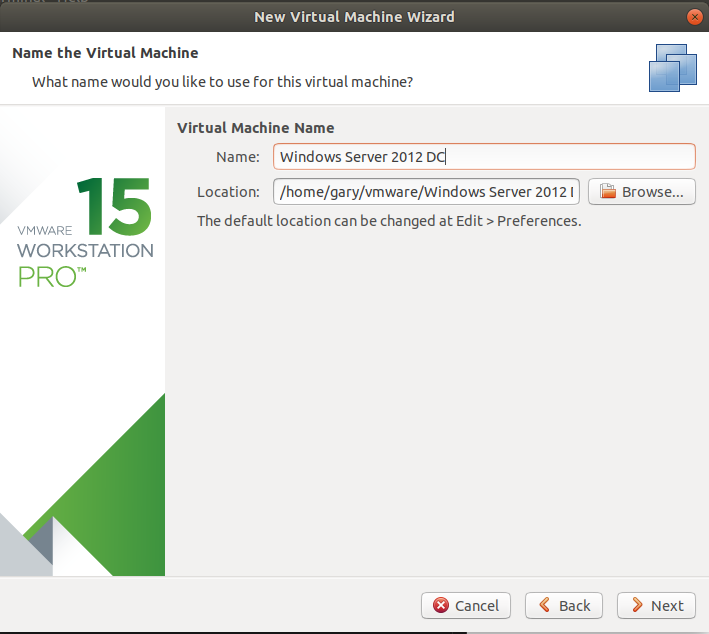 New Virtual Machine Wizard
Name the Virtual Machine
What name would you like to use for this virtual machine?
Virtual Machine Name
Name: Windows Server 2012 DC
Location: /home/gary/vmware/Windows Server 2012 Browse...
The default location can be changed at Edit > Preferences.
15
VMWARE
WORKSTATION
PRO™
Cancel Back Next